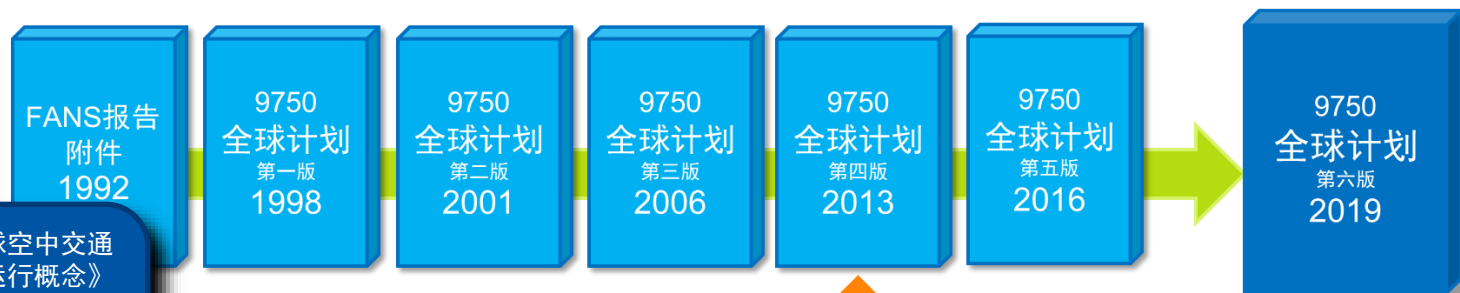 FANS报告
附件
1992
9750
全球计划
第一版
1998
9750
全球计划
第二版
2001
9750
全球计划
第三版
2006
9750
全球计划
第四版
2013
9750
全球计划
第五版
2016
9750
全球计划
第六版
2019
球空中交通
运行概念》